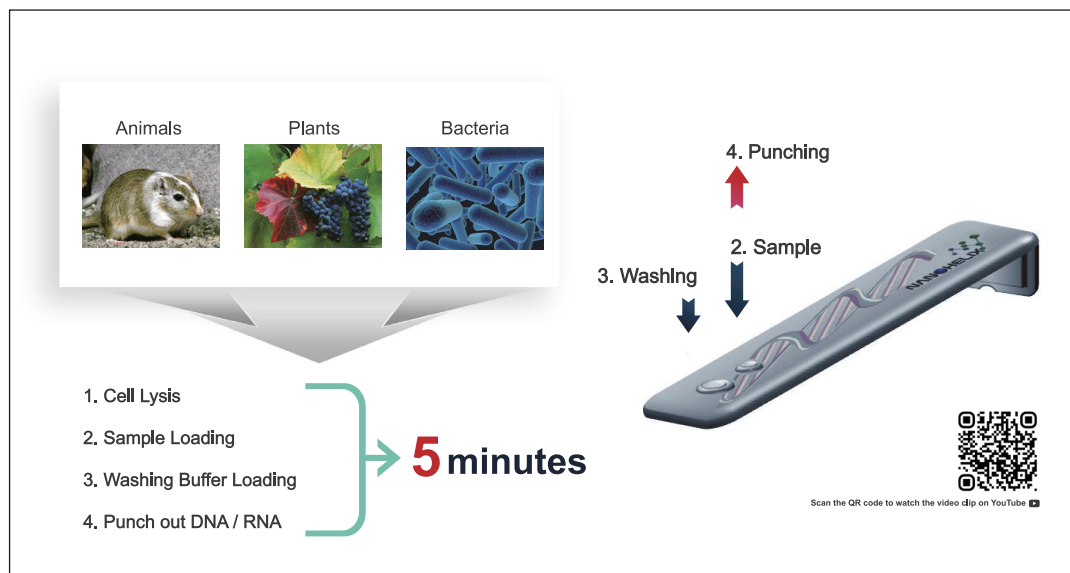 Animals
Plants
Bacteria
1. Cell Lysis
2. Sample Loading
3. Washing Buffer Loading
4. Punch out DNA / RNA
5 minutes
4. Punching
2. Sample
3. Washing
NANOHELIX
Scan the QR code to watch the video clip on YouTube